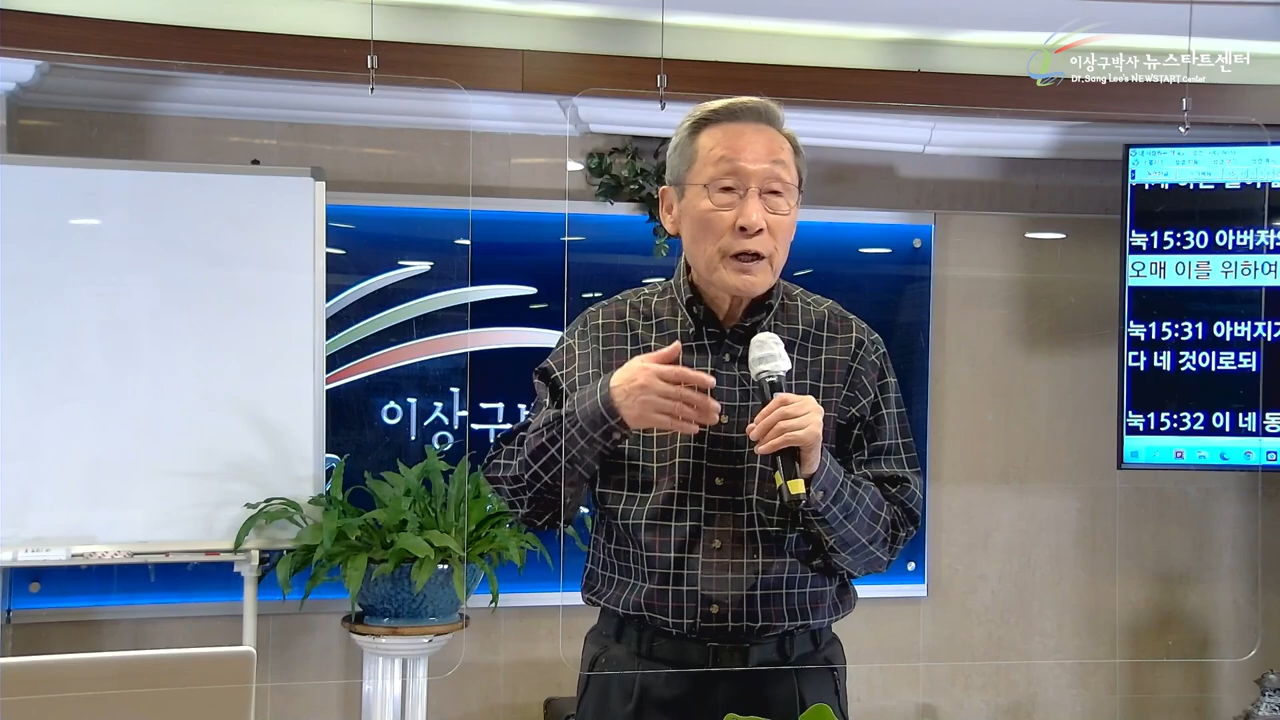 이상구박사 뉴스타트센터
Dr. Sang Lee's NEWSTART Center
이상구
눅15:30 아버지의
오매 이를 위하여
눅15:31 아버지가
다 네 것이로되
눅15:32 이 네 동